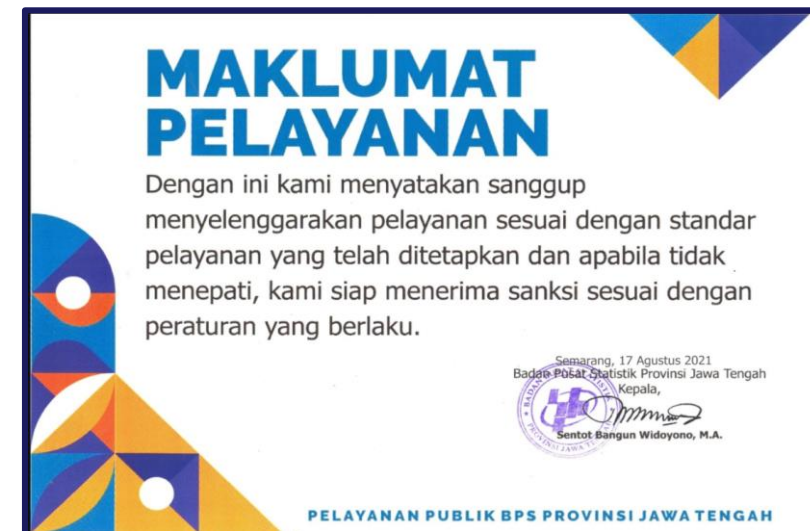 MAKLUMAT
PELAYANAN
Dengan ini kami menyatakan sanggup
menyelenggarakan pelayanan sesuai dengan standar
pelayanan yang telah ditetapkan dan apabila tidak
menepati, kami siap menerima sanksi sesuai dengan
peraturan yang berlaku.
Semarang, 17 Agustus 2021
Badan Pusat Statistik Provinsi Jawa Tengah
Kepala,
Sentot Bangun Widoyono, M.A.
PELAYANAN PUBLIK BPS PROVINSI JAWA TENGAH